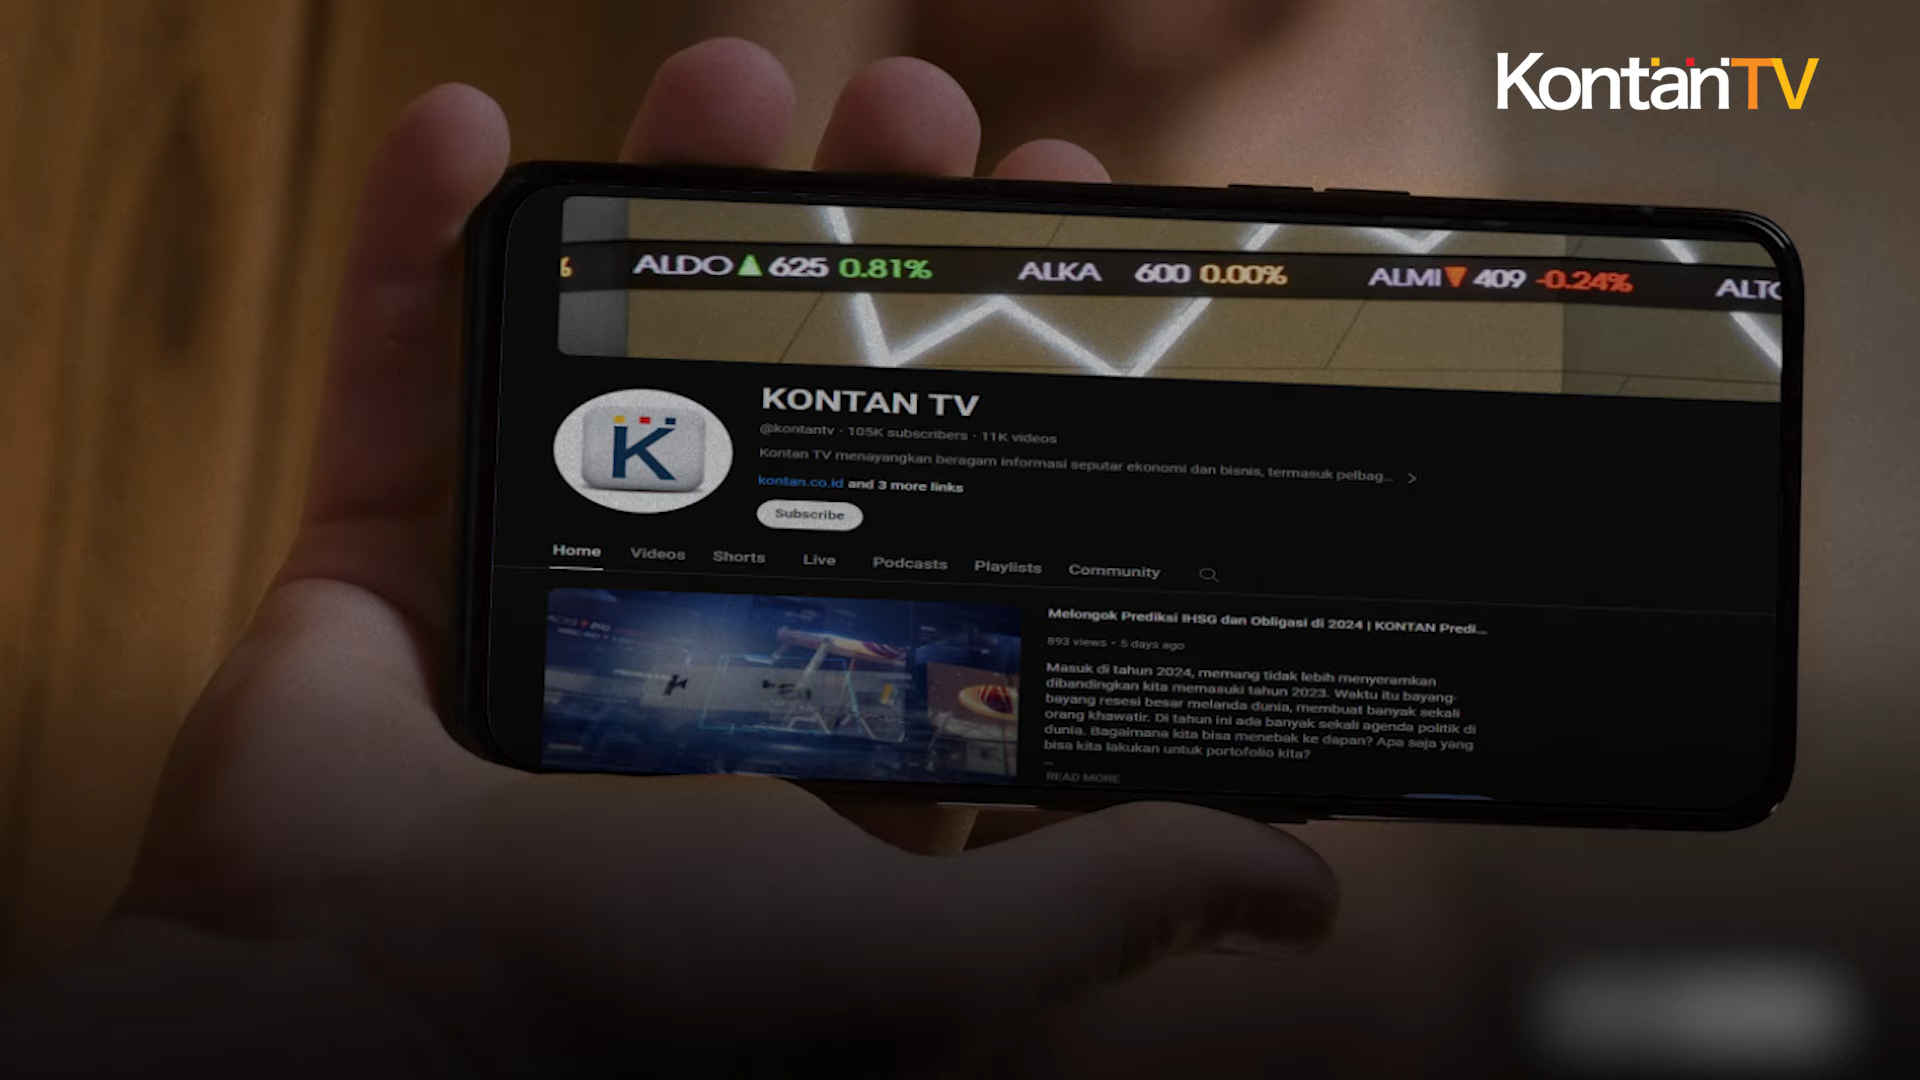 KontanTV
% ALDO▲625 0.81% ALKA 600 0.00% ALMI▼409 -0.24% ALTO
K
KONTAN TV
@kontantv · 105K subscribers · 11K videos
Kontan TV menayangkan beragam informasi seputar ekonomi dan bisnis, termasuk pelbag... >
kontan.co.id and 3 more links
Subscribe
Home Videos Shorts Live Podcasts Playlists Community
Melongok Prediksi IHSG dan Obligasi di 2024 | KONTAN Predi...
893 views • 5 days ago
Masuk di tahun 2024, memang tidak lebih menyeramkan
dibandingkan kita memasuki tahun 2023. Waktu itu bayang-
bayang resesi besar melanda dunia, membuat banyak sekali
orang khawatir. Di tahun ini ada banyak sekali agenda politik di
dunia. Bagaimana kita bisa menebak ke dapan? Apa saja yang
bisa kita lakukan untuk portofolio kita?
...
READ MORE